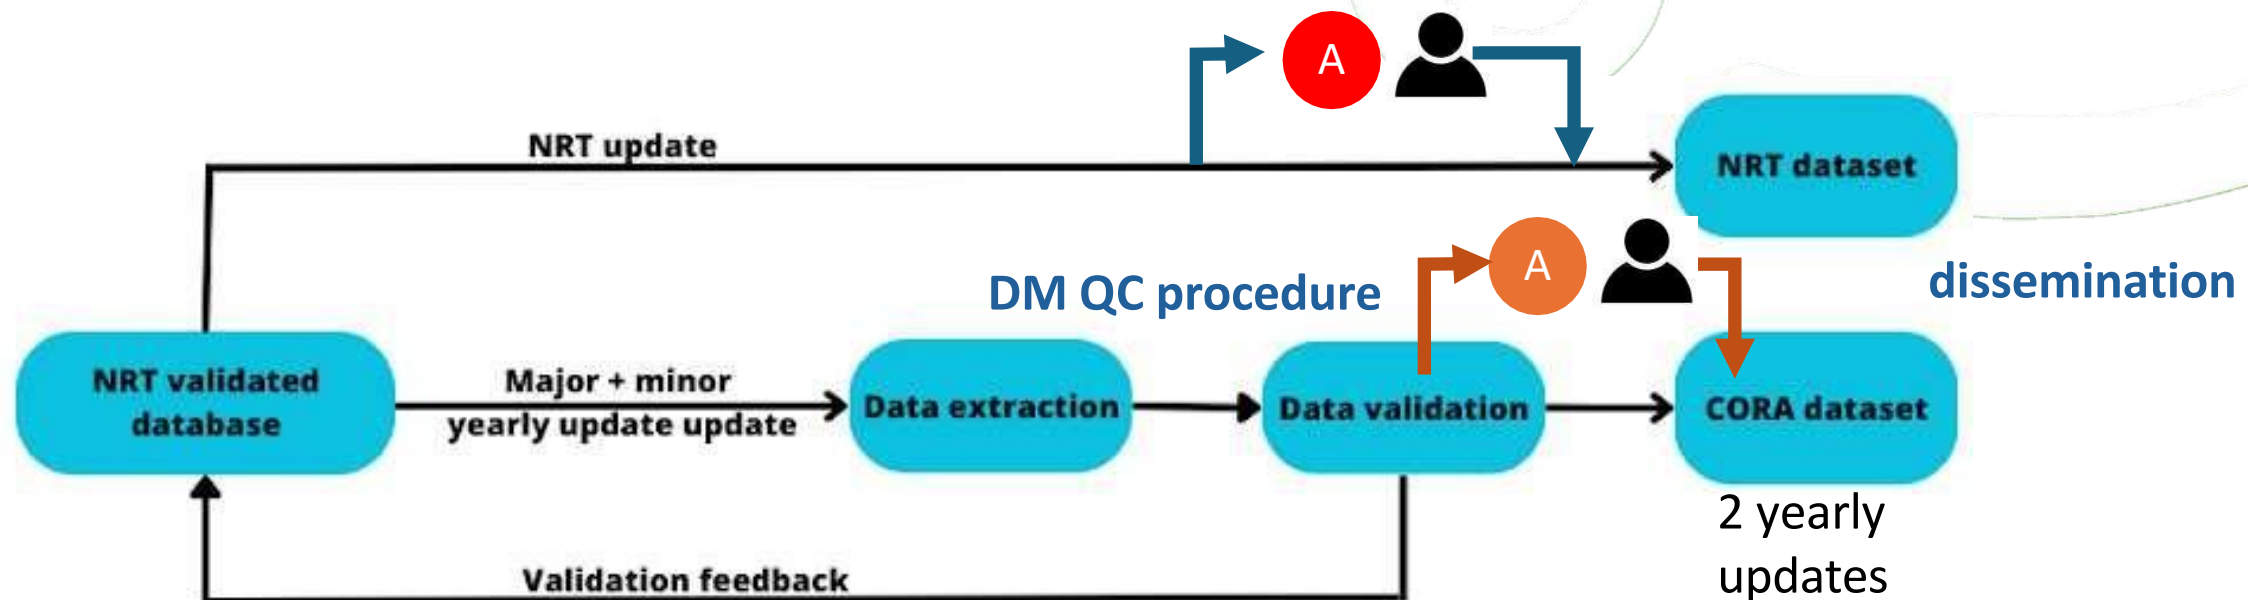 A
NRT update
NRT dataset
A
DM QC procedure
dissemination
NRT validated
database
Major + minor
yearly update update
Data extraction
Data validation
CORA dataset
2 yearly
updates
Validation feedback